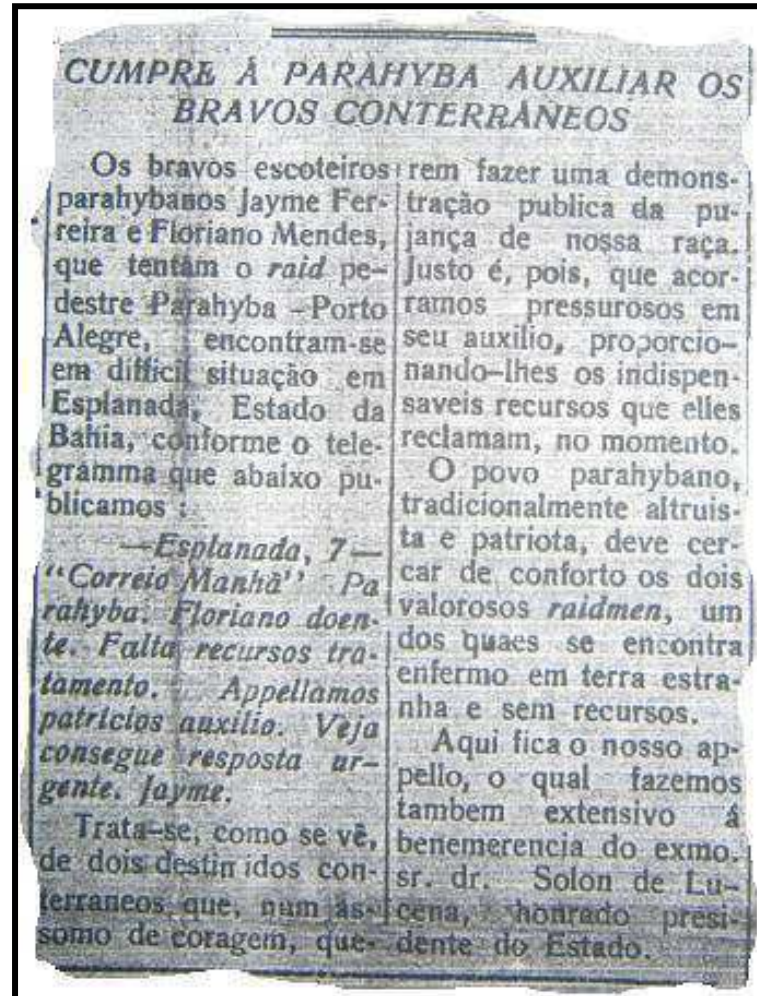 CUMPRE Á PARAHYBA AUXILIAR OS
BRAVOS CONTERRÂNEOS
Os bravos escoteiros
parahybanos Jayme Fer-
reira e Floriano Mendes,
que tentam o raid pe-
destre Parahyba - Porto
Alegre, encontram-se
em difficil situação em
Esplanada, Estado da
Bahia, conforme o tele-
gramma que abaixo pu-
blicamos :
—Esplanada, 7—
"Correio Manhã" Pa
rahyba. Floriano doen-
te. Falta recursos tra-
tamento. Appellamos
patricios auxilio. Veja
consegue resposta ur-
gente. Jayme.
Trata-se, como se vê,
de dois destimidos con-
terraneos que, num as-
somo de coragem, que-
rem fazer uma demons-
tração publica da pu-
jança de nossa raça.
Justo é, pois, que acor-
ramos pressurosos em
seu auxilio, proporcio-
nando-lhes os indispen-
saveis recursos que elles
reclamam, no momento.
O povo parahybano,
tradicionalmente altruis-
ta e patriota, deve cer-
car de conforto os dois
valorosos raidmen, um
dos quaes se encontra
enfermo em terra estra-
nha e sem recursos.
Aqui fica o nosso ap-
pello, o qual fazemos
tambem extensivo á
benemerencia do exmo.
sr. dr. Solon de Lu-
cena, honrado presi-
dente do Estado.